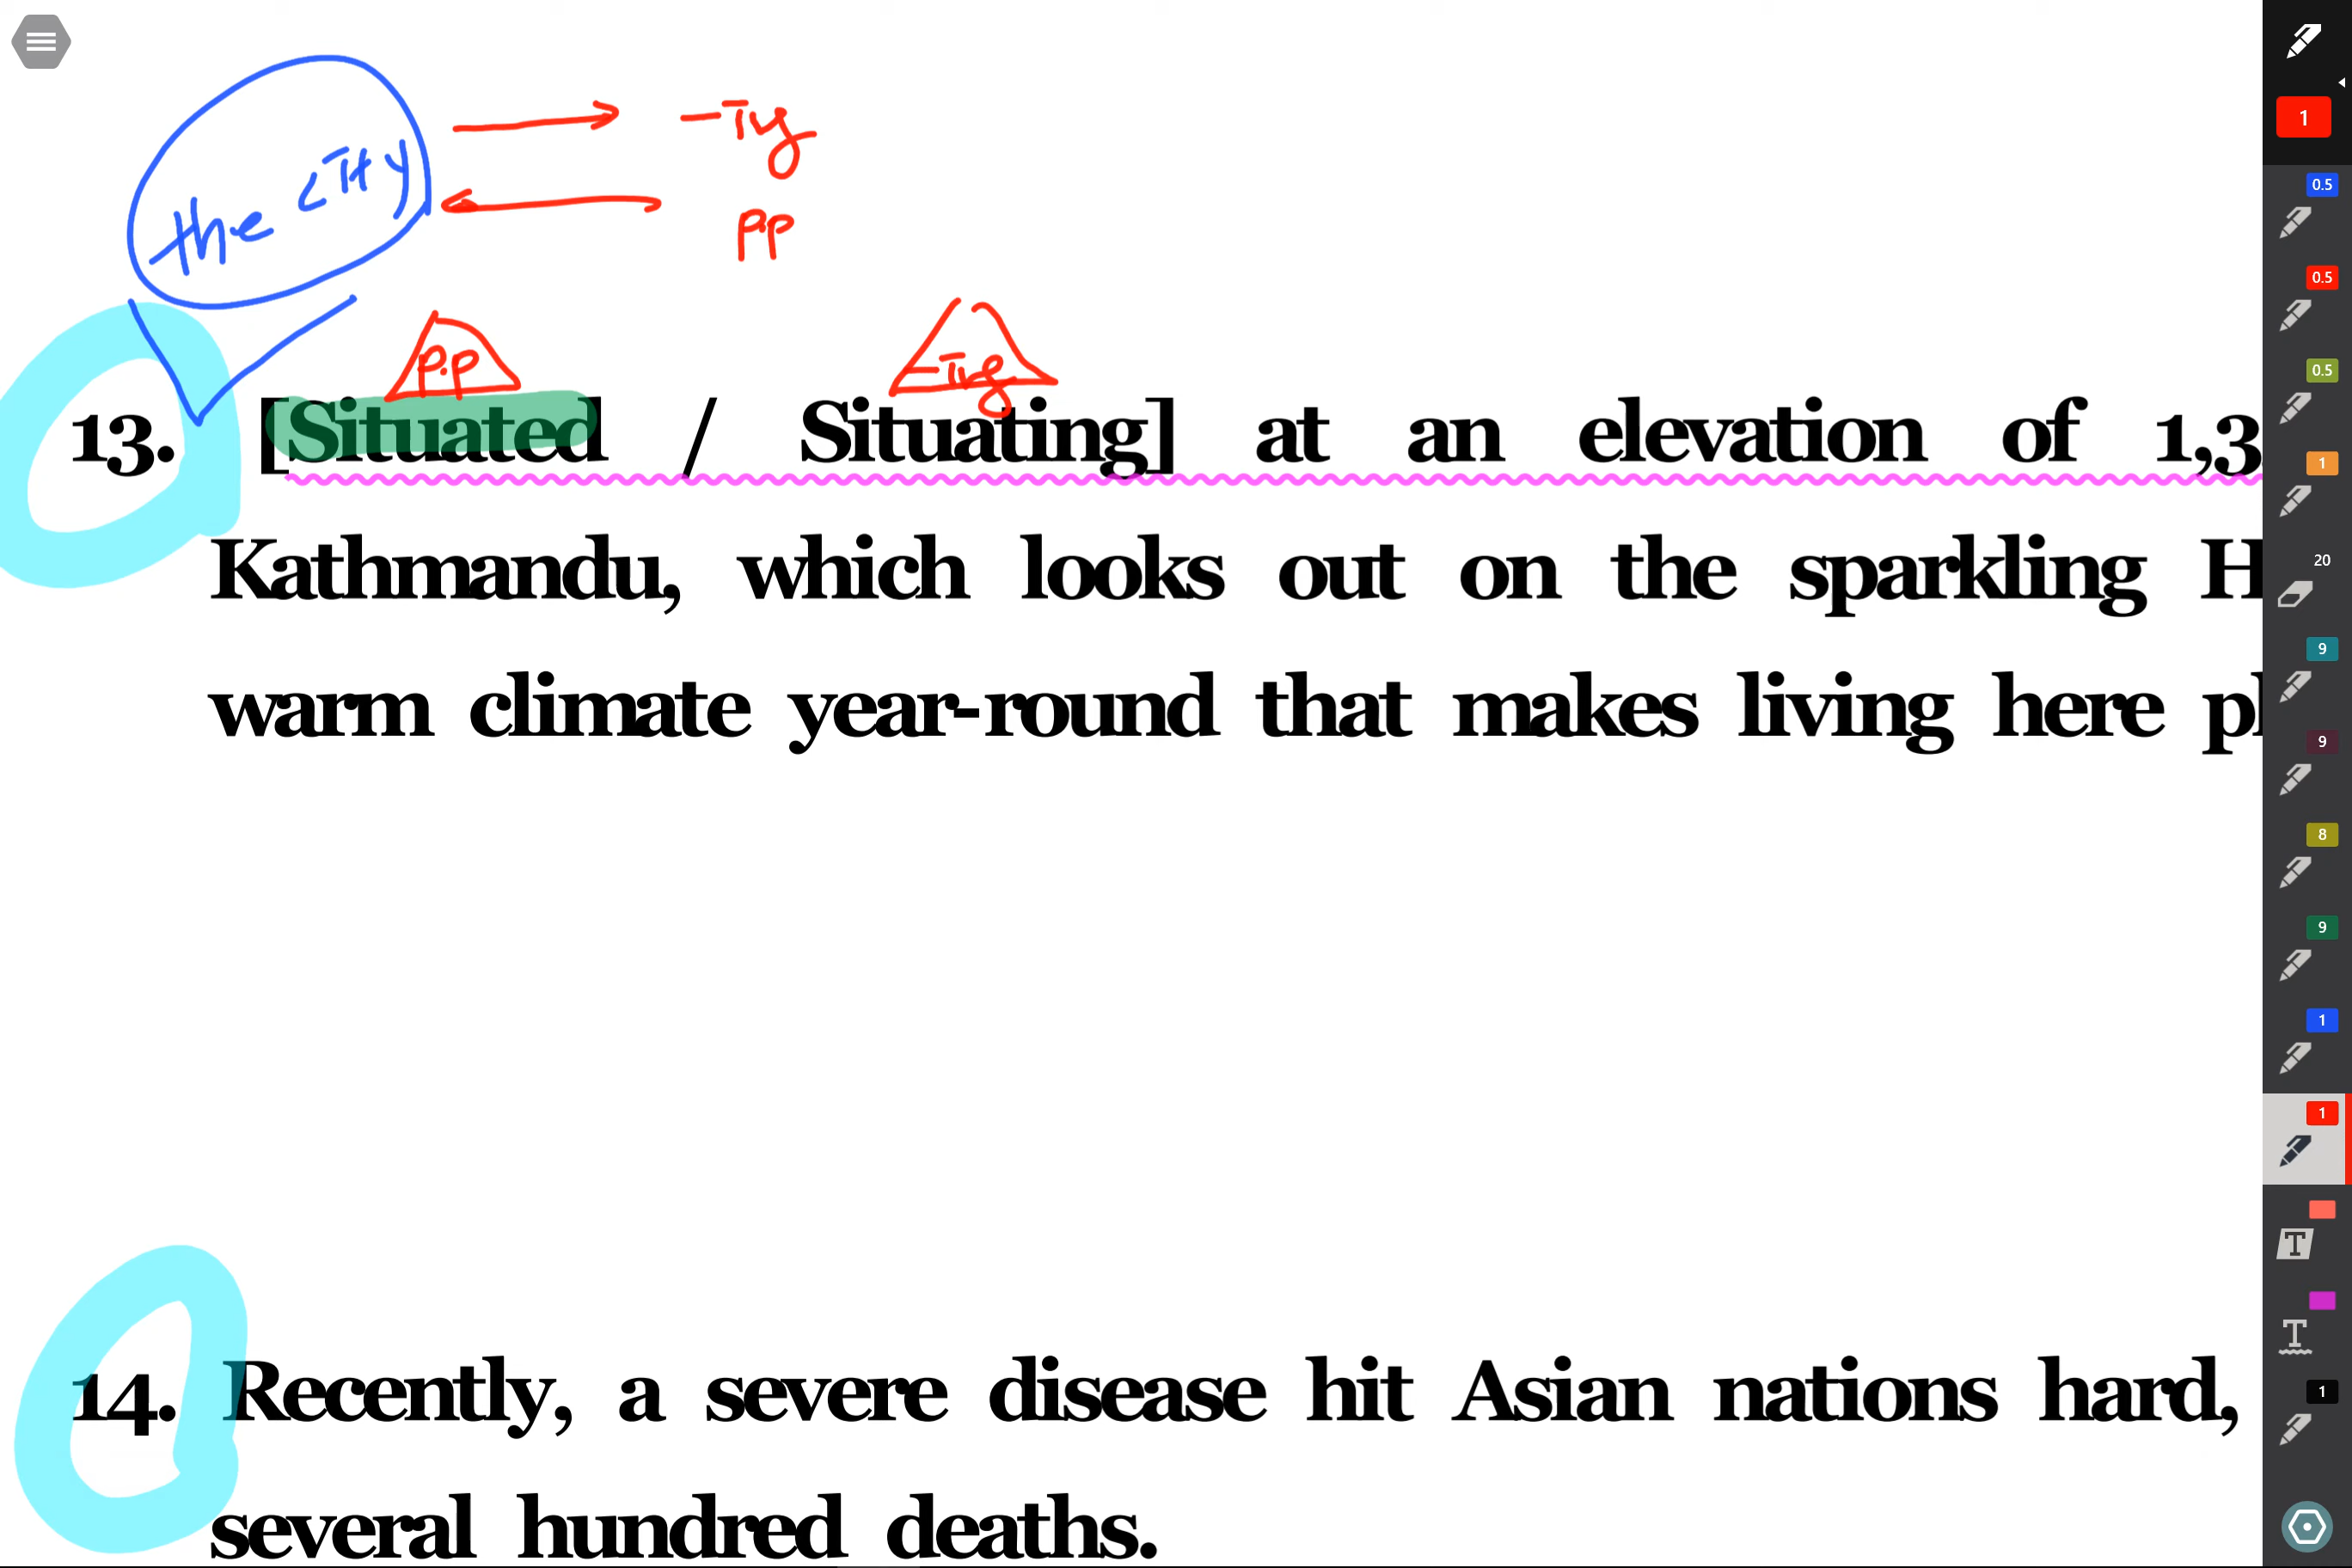 the city
-ing
pp
p.p
-ing
13. [Situated / Situating] at an elevation of 1,3
Kathmandu, which looks out on the sparkling H
warm climate year-round that makes living here pl
14. Recently, a severe disease hit Asian nations hard,
several hundred deaths.
1
0.5
0.5
0.5
1
20
9
9
8
9
1
1
T
T
1